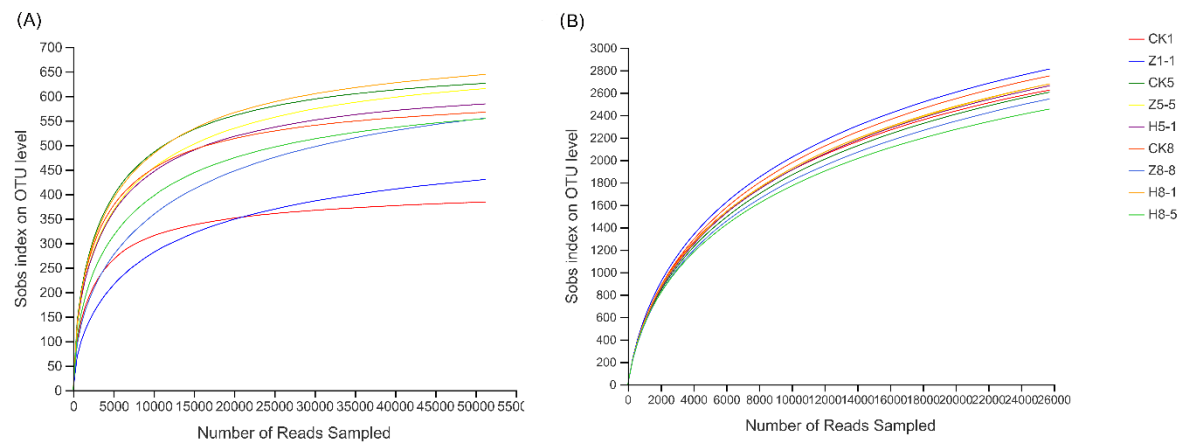 (A)
700
650
600
550
500
450
400
350
300
250
200
150
100
50
0
Sobs index on OTU level
0 5000 10000 15000 20000 25000 30000 35000 40000 45000 50000 5500
Number of Reads Sampled
(B)
3000
2800
2600
2400
2200
2000
1800
1600
1400
1200
1000
800
600
400
200
0
Sobs index on OTU level
0 2000 4000 6000 8000 10000 12000 14000 16000 18000 20000 22000 24000 26000
Number of Reads Sampled
CK1
Z1-1
CK5
Z5-5
H5-1
CK8
Z8-8
H8-1
H8-5